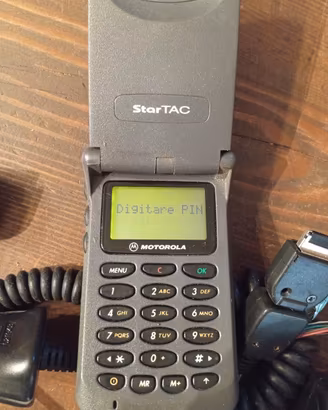 StarTAC
Digitare PIN
MOTOROLA
MENU C OK
1 2 ABC 3 DEF
4 GHI 5 JKL 6 MNO
7 PQRS 8 TUV 9 WXYZ
* 0 + #
MR M+